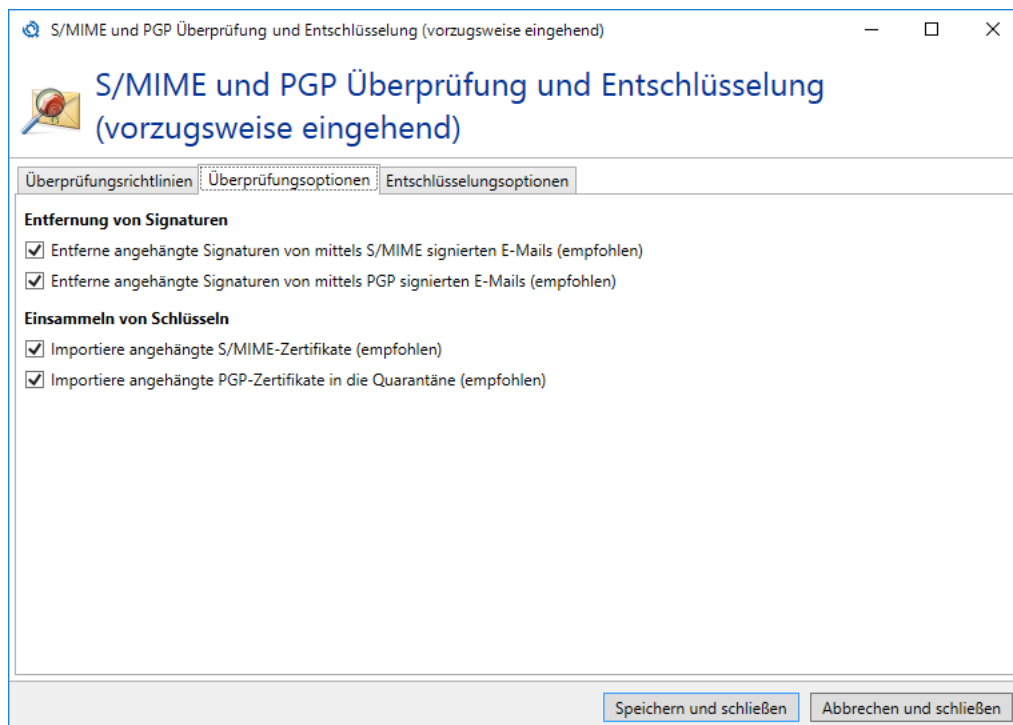 S/MIME und PGP Überprüfung und Entschlüsselung (vorzugsweise eingehend)
S/MIME und PGP Überprüfung und Entschlüsselung
(vorzugsweise eingehend)
Überprüfungsrichtlinien Überprüfungsoptionen Entschlüsselungsoptionen
Entfernung von Signaturen
Entferne angehängte Signaturen von mittels S/MIME signierten E-Mails (empfohlen)
Entferne angehängte Signaturen von mittels PGP signierten E-Mails (empfohlen)
Einsammeln von Schlüsseln
Importiere angehängte S/MIME-Zertifikate (empfohlen)
Importiere angehängte PGP-Zertifikate in die Quarantäne (empfohlen)
Speichern und schließen Abbrechen und schließen